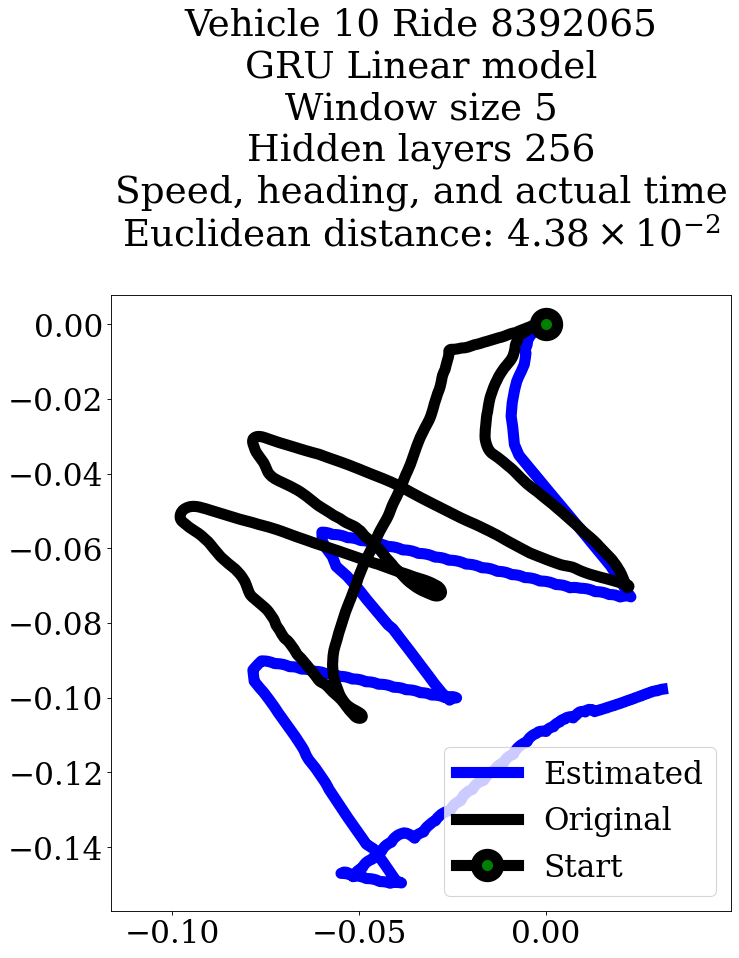 Vehicle 10 Ride 8392065
GRU Linear model
Window size 5
Hidden layers 256
Speed, heading, and actual time
Euclidean distance: 4.38 × 10⁻²
0.00
−0.02
−0.04
−0.06
−0.08
−0.10
−0.12
−0.14
Estimated
Original
Start
−0.10 −0.05 0.00